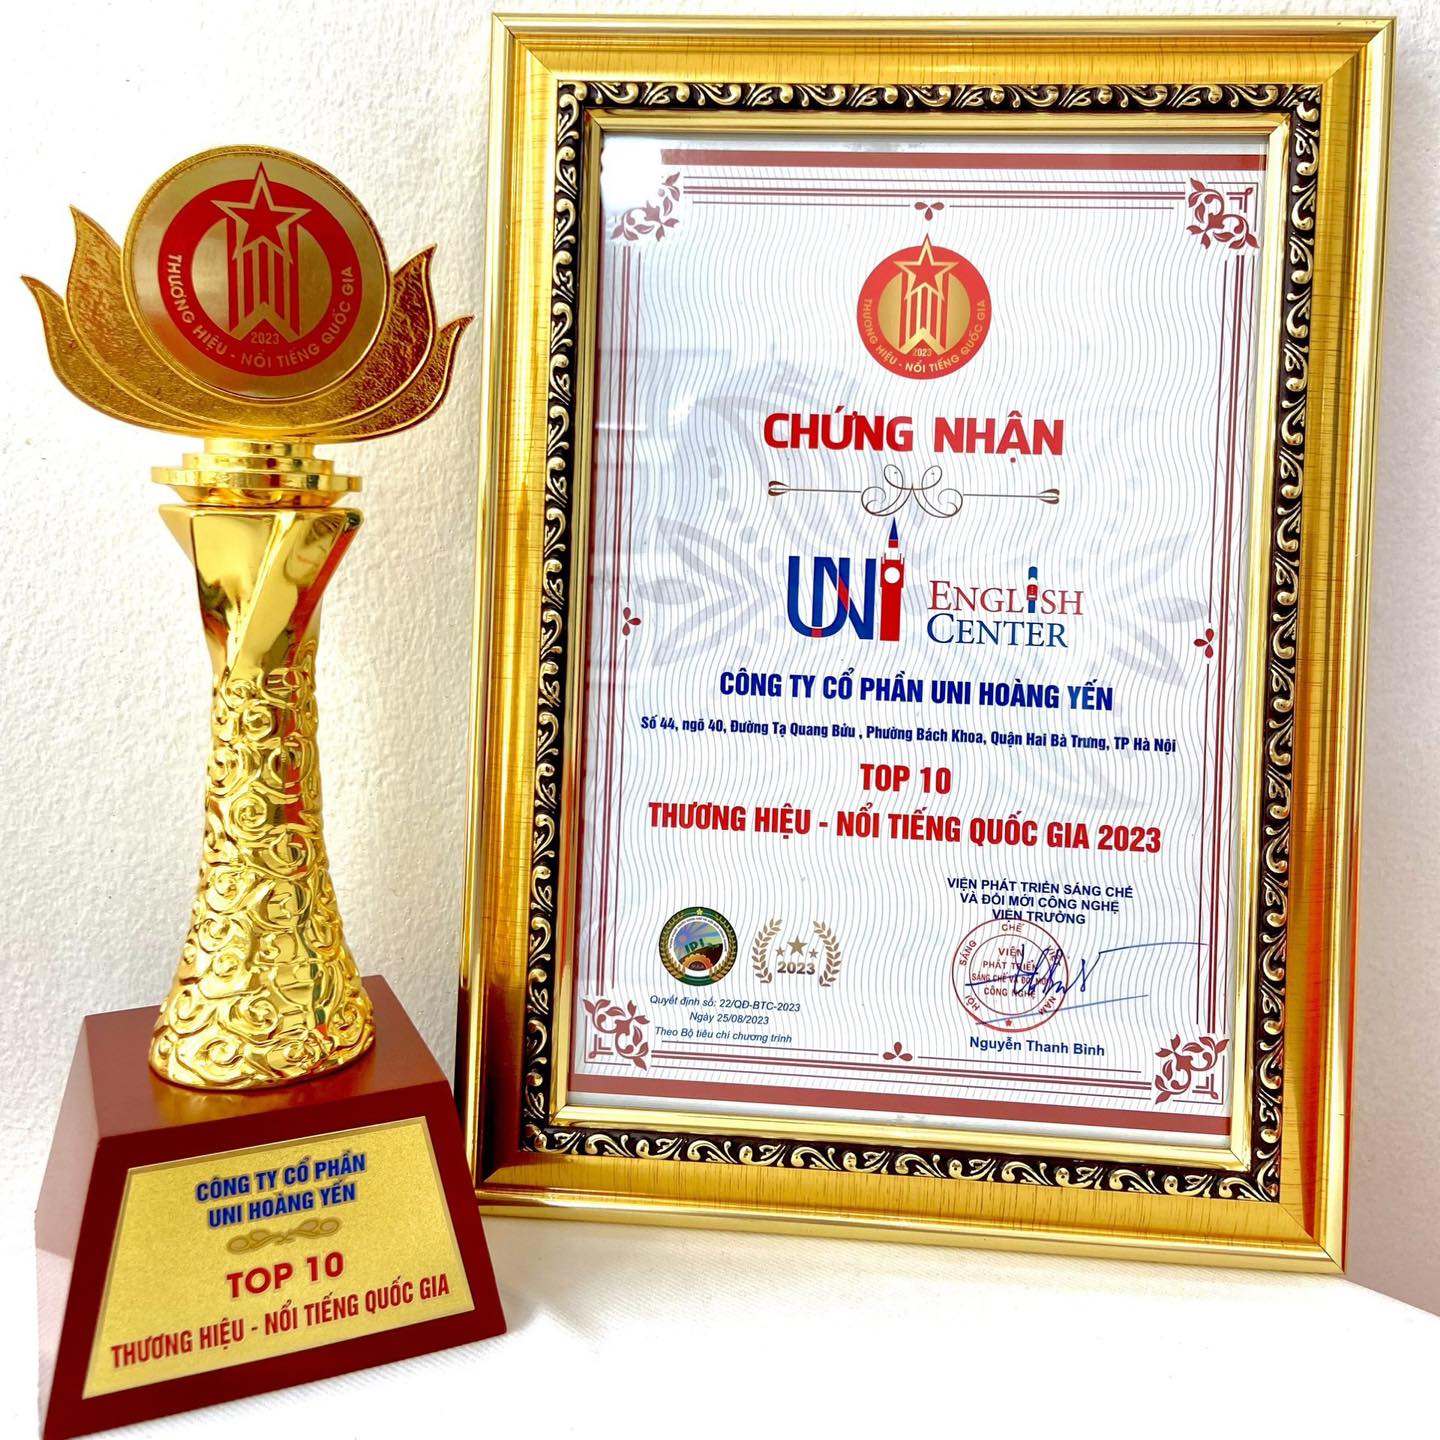 THƯƠNG HIỆU - NỔI TIẾNG QUỐC GIA
2023
CÔNG TY CỔ PHẦN
UNI HOÀNG YẾN
TOP 10
THƯƠNG HIỆU - NỔI TIẾNG QUỐC GIA
THƯƠNG HIỆU - NỔI TIẾNG QUỐC GIA
2023
CHỨNG NHẬN
UNI ENGLISH
CENTER
CÔNG TY CỔ PHẦN UNI HOÀNG YẾN
Số 44, ngõ 40, Đường Tạ Quang Bửu , Phường Bách Khoa, Quận Hai Bà Trưng, TP Hà Nội
TOP 10
THƯƠNG HIỆU - NỔI TIẾNG QUỐC GIA 2023
VIỆN PHÁT TRIỂN SÁNG CHẾ
VÀ ĐỔI MỚI CÔNG NGHỆ
VIỆN TRƯỞNG
2023
VIỆN
PHÁT TRIỂN
SÁNG CHẾ VÀ ĐỔI MỚI
CÔNG NGHỆ
Quyết định số: 22/QĐ-BTC-2023
Ngày 25/08/2023
Theo Bộ tiêu chí chương trình
Nguyễn Thanh Bình